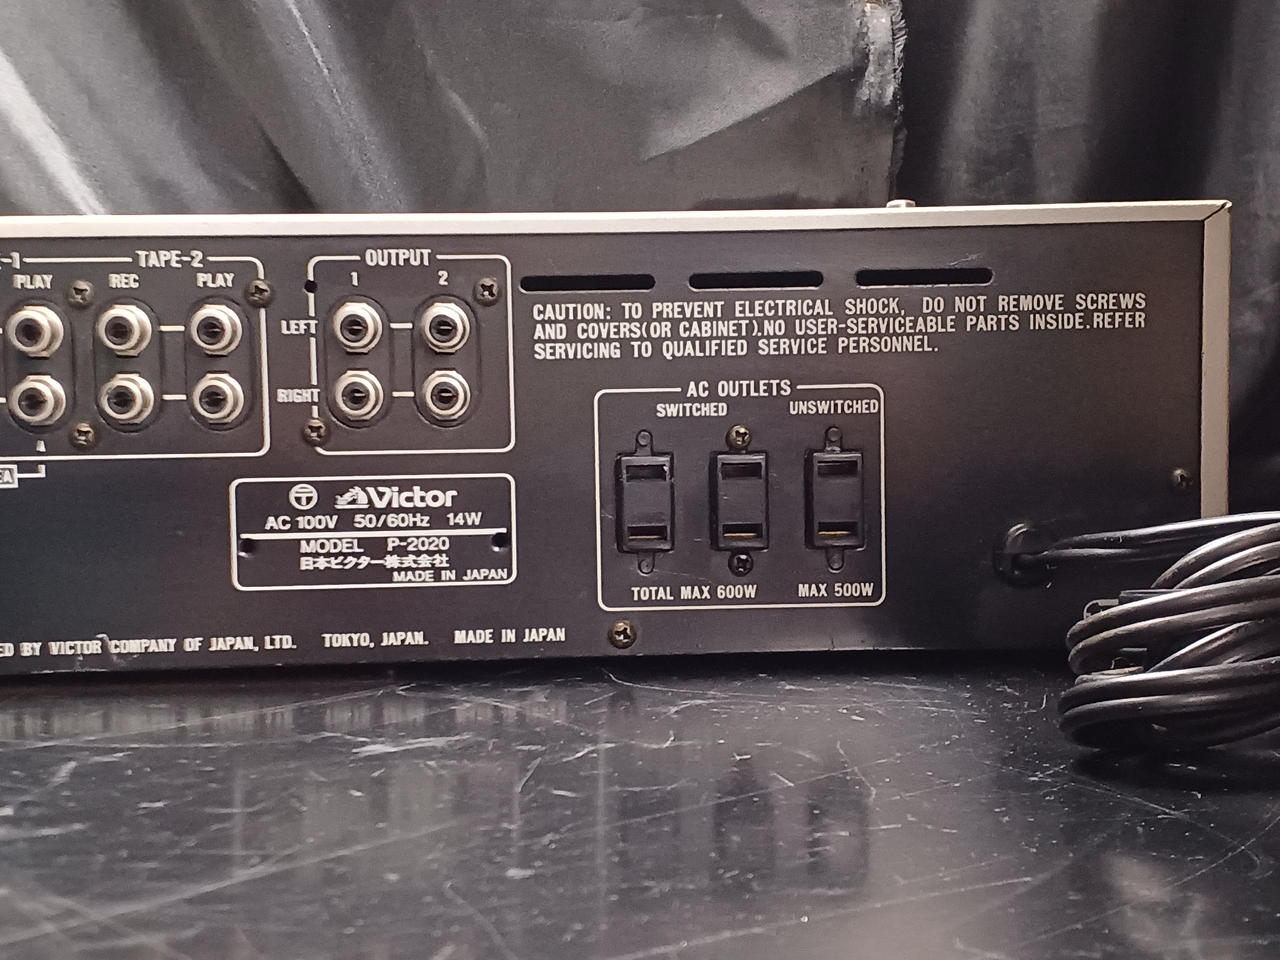 -1 TAPE-2
PLAY REC PLAY
OUTPUT
1 2
LEFT
RIGHT
CAUTION: TO PREVENT ELECTRICAL SHOCK, DO NOT REMOVE SCREWS
AND COVERS(OR CABINET).NO USER-SERVICEABLE PARTS INSIDE.REFER
SERVICING TO QUALIFIED SERVICE PERSONNEL.
AC OUTLETS
SWITCHED UNSWITCHED
TOTAL MAX 600W MAX 500W
Victor
AC 100V 50/60Hz 14W
MODEL P-2020
日本ビクター株式会社
MADE IN JAPAN
ED BY VICTOR COMPANY OF JAPAN, LTD. TOKYO, JAPAN. MADE IN JAPAN